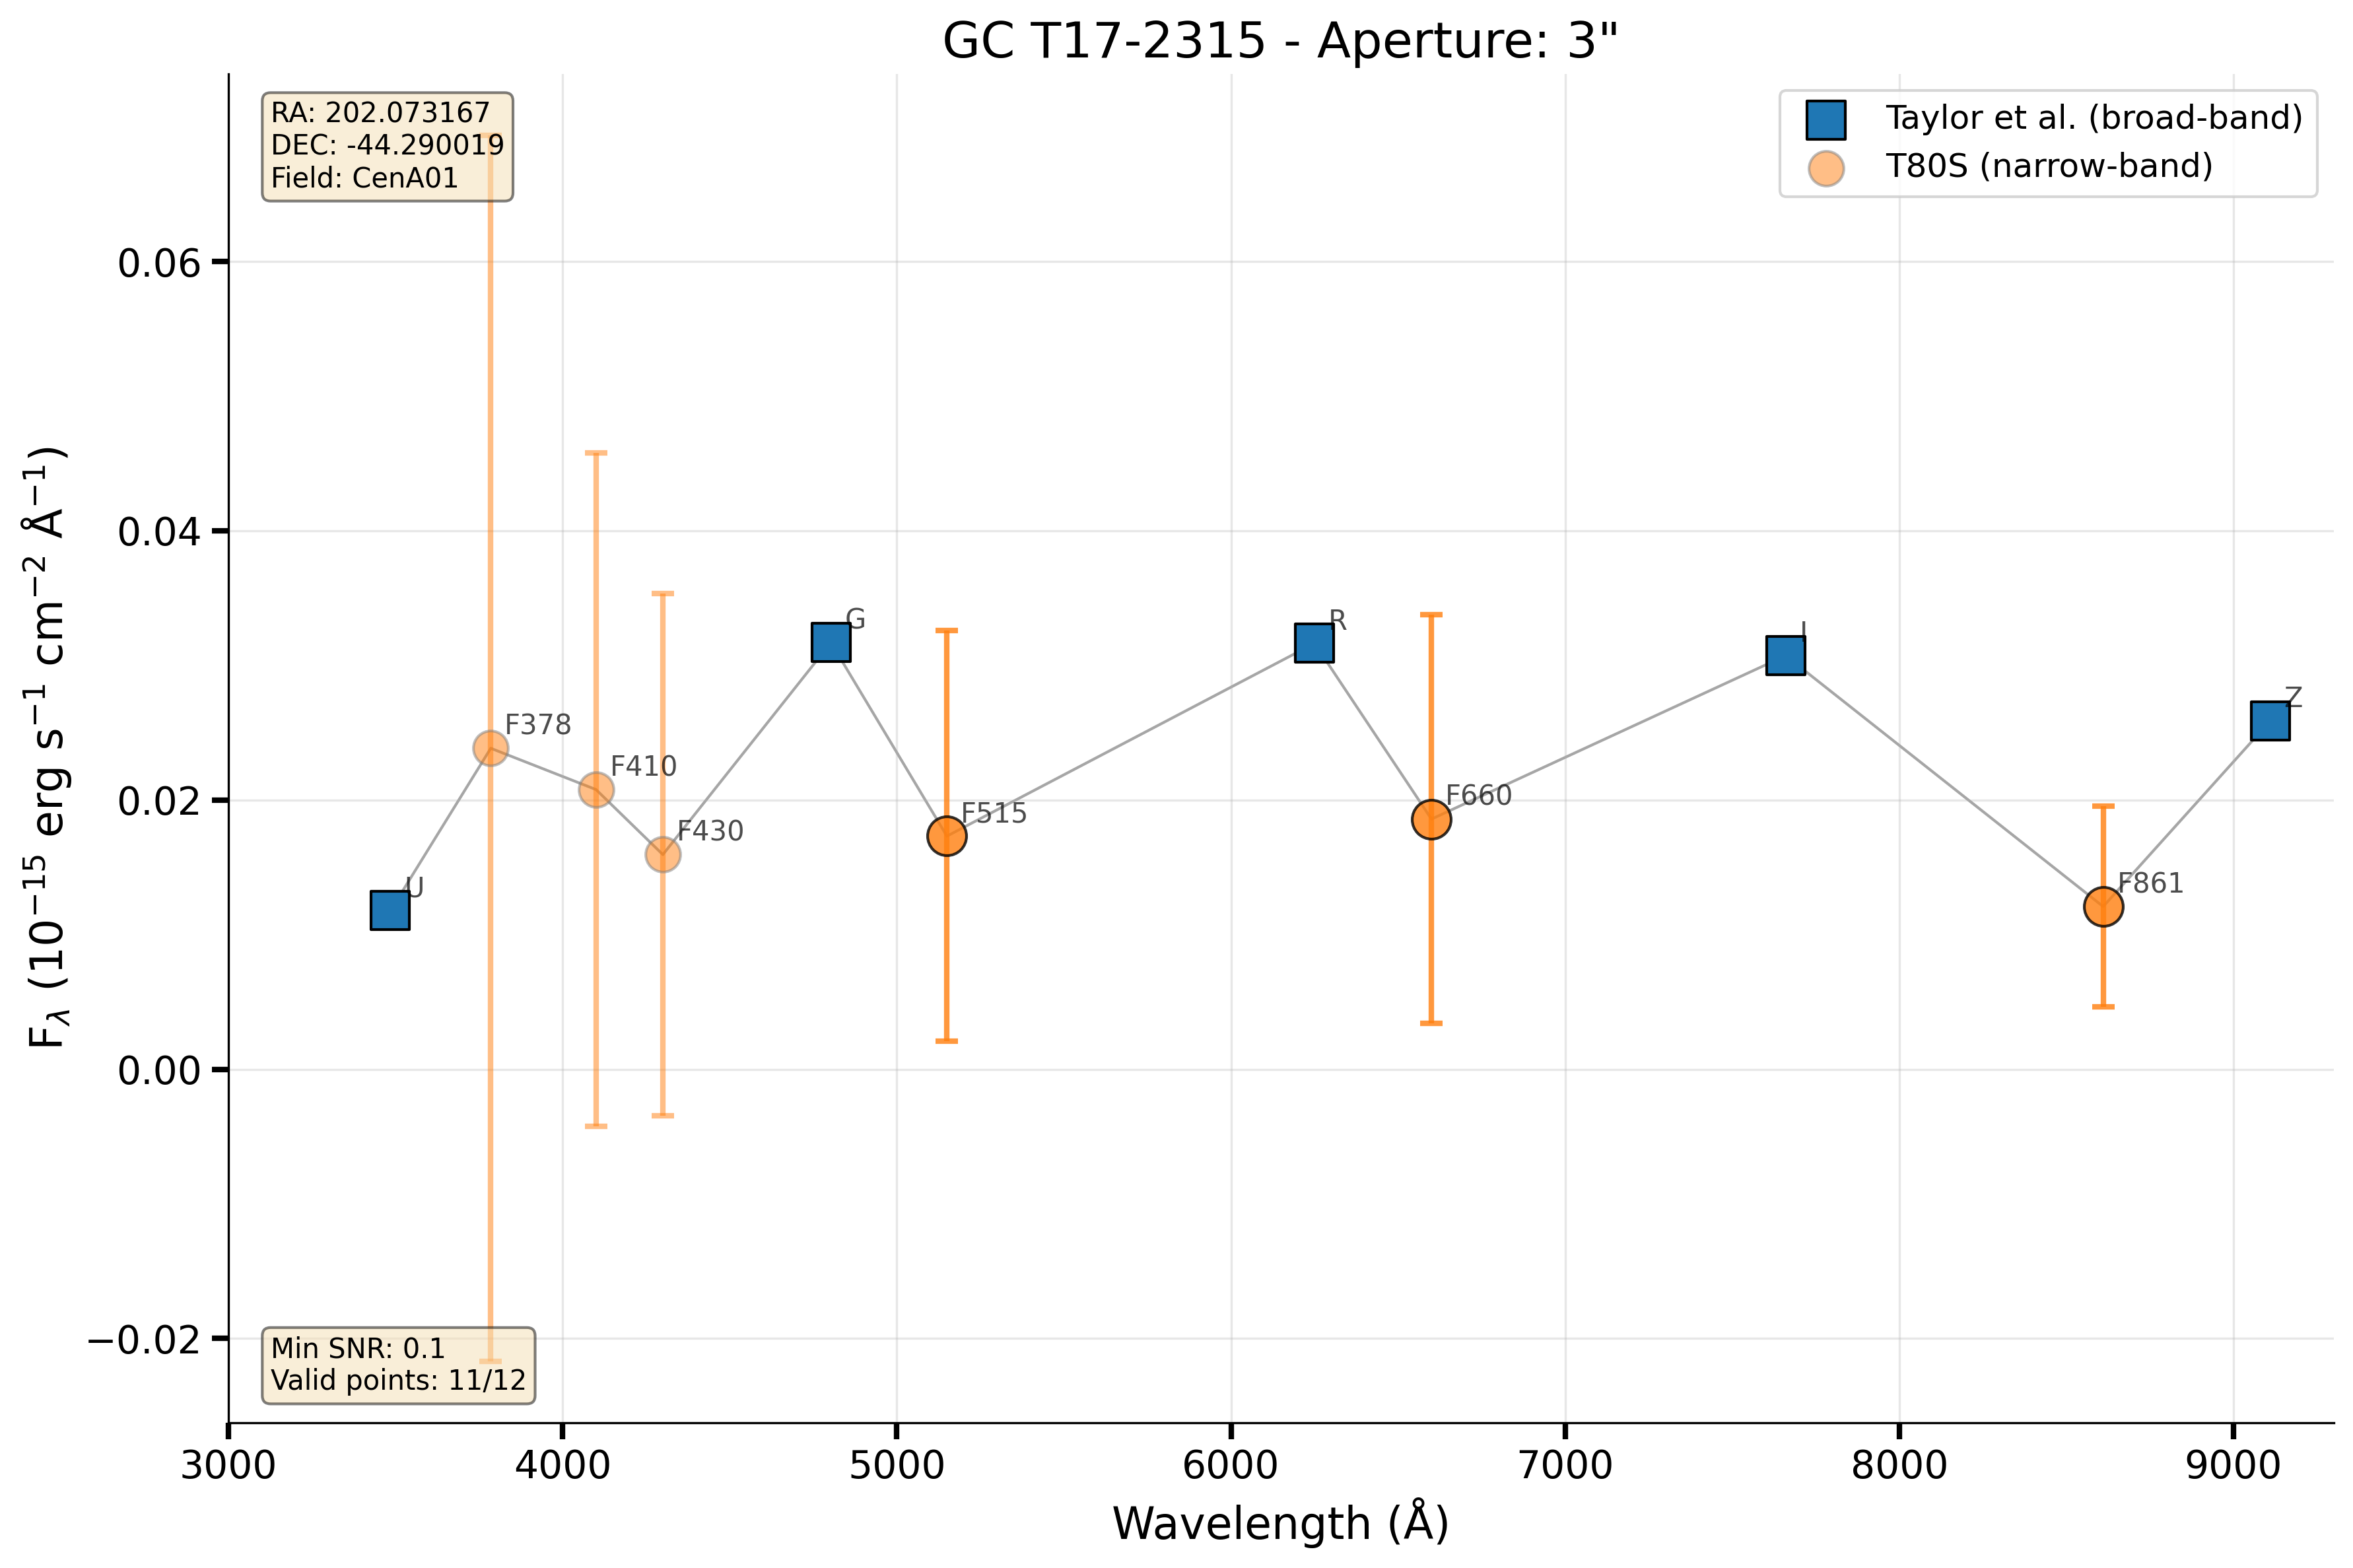 GC T17-2315 - Aperture: 3"
RA: 202.073167
DEC: -44.290019
Field: CenA01
Taylor et al. (broad-band)
T80S (narrow-band)
F_λ (10⁻¹⁵ erg s⁻¹ cm⁻² Å⁻¹)
0.06
0.04
0.02
0.00
−0.02
U
F378
F410
F430
G
F515
R
F660
I
F861
Z
Min SNR: 0.1
Valid points: 11/12
3000 4000 5000 6000 7000 8000 9000
Wavelength (Å)